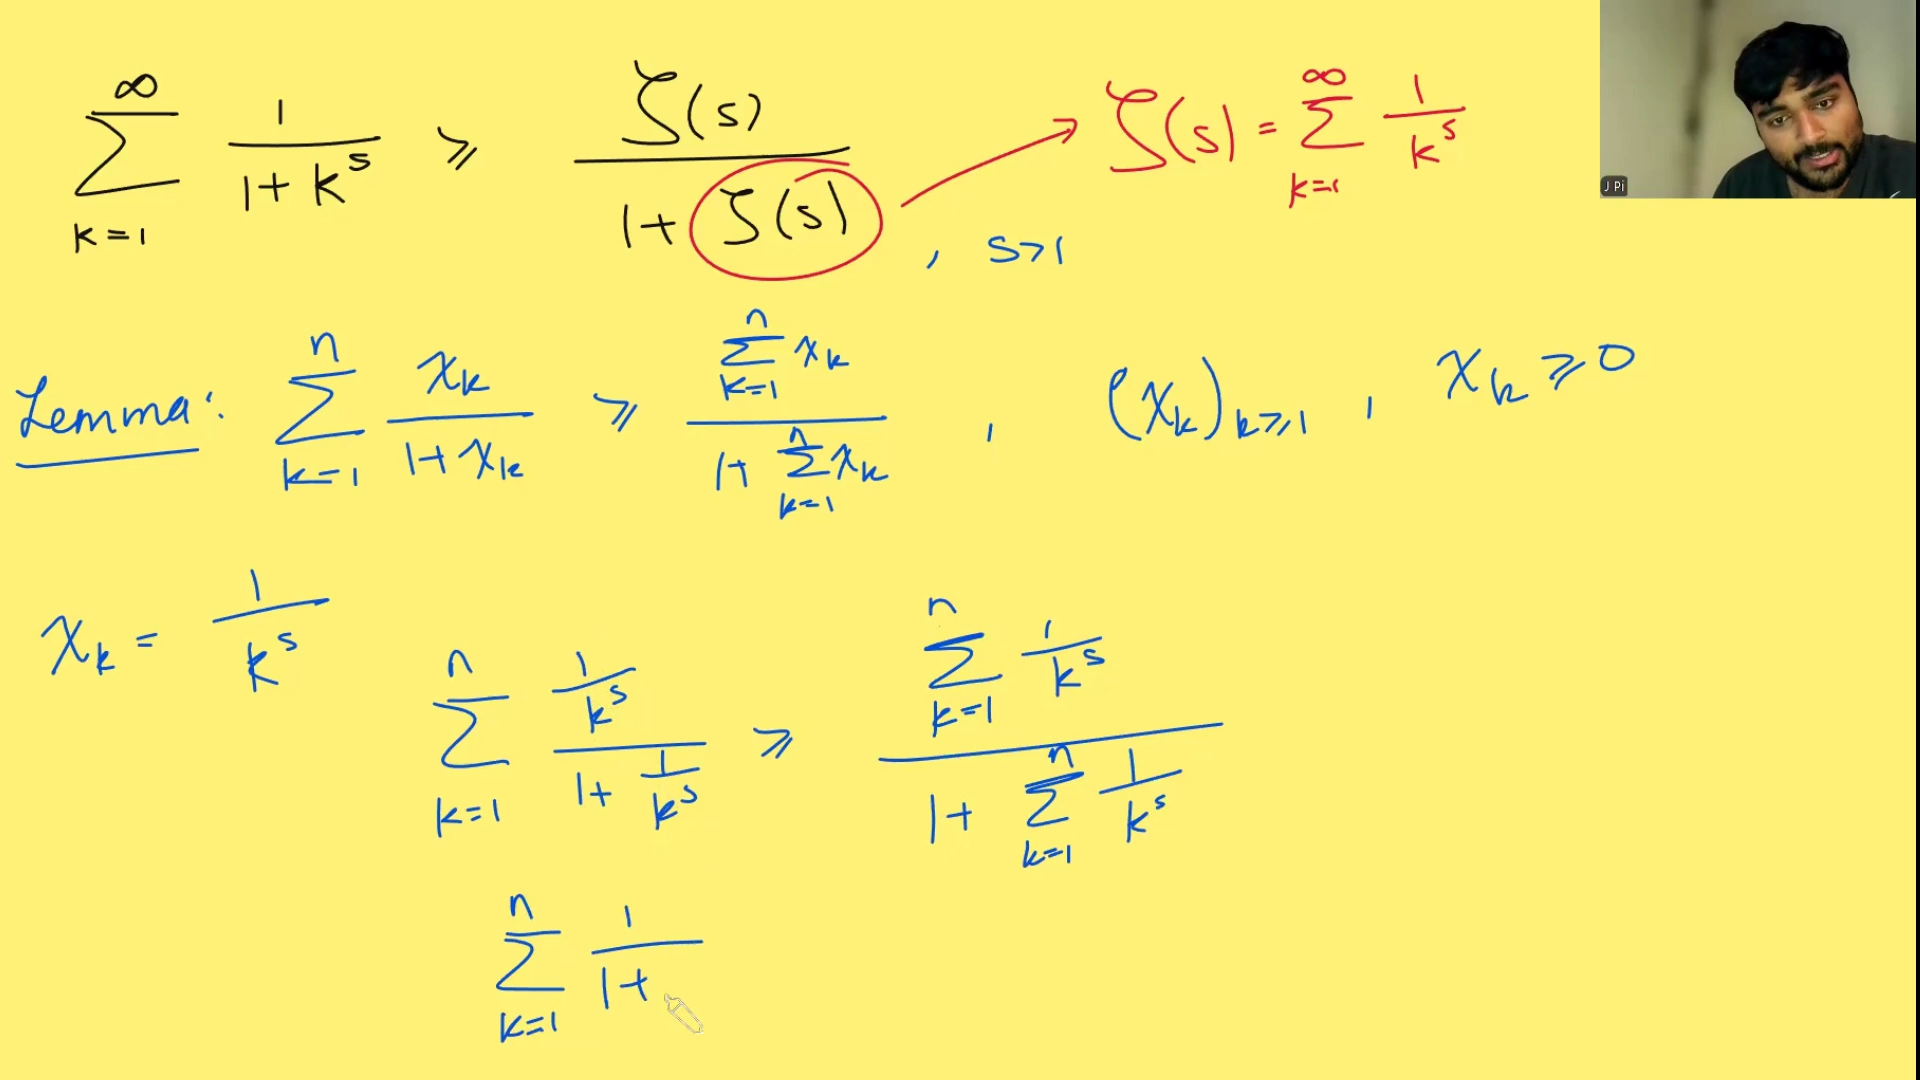 ∑_{k=1}^{∞} 1/(1+k^s) ⩾ ζ(s)/(1+ζ(s)) , s>1
ζ(s) = ∑_{k=1}^{∞} 1/k^s
J Pi
Lemma: ∑_{k=1}^{n} x_k/(1+x_k) ⩾ (∑_{k=1}^{n} x_k)/(1+∑_{k=1}^{n} x_k) , (x_k)_{k⩾1} , x_k ⩾ 0
x_k = 1/k^s
∑_{k=1}^{n} (1/k^s)/(1+1/k^s) ⩾ (∑_{k=1}^{n} 1/k^s)/(1+∑_{k=1}^{n} 1/k^s)
∑_{k=1}^{n} 1/(1+